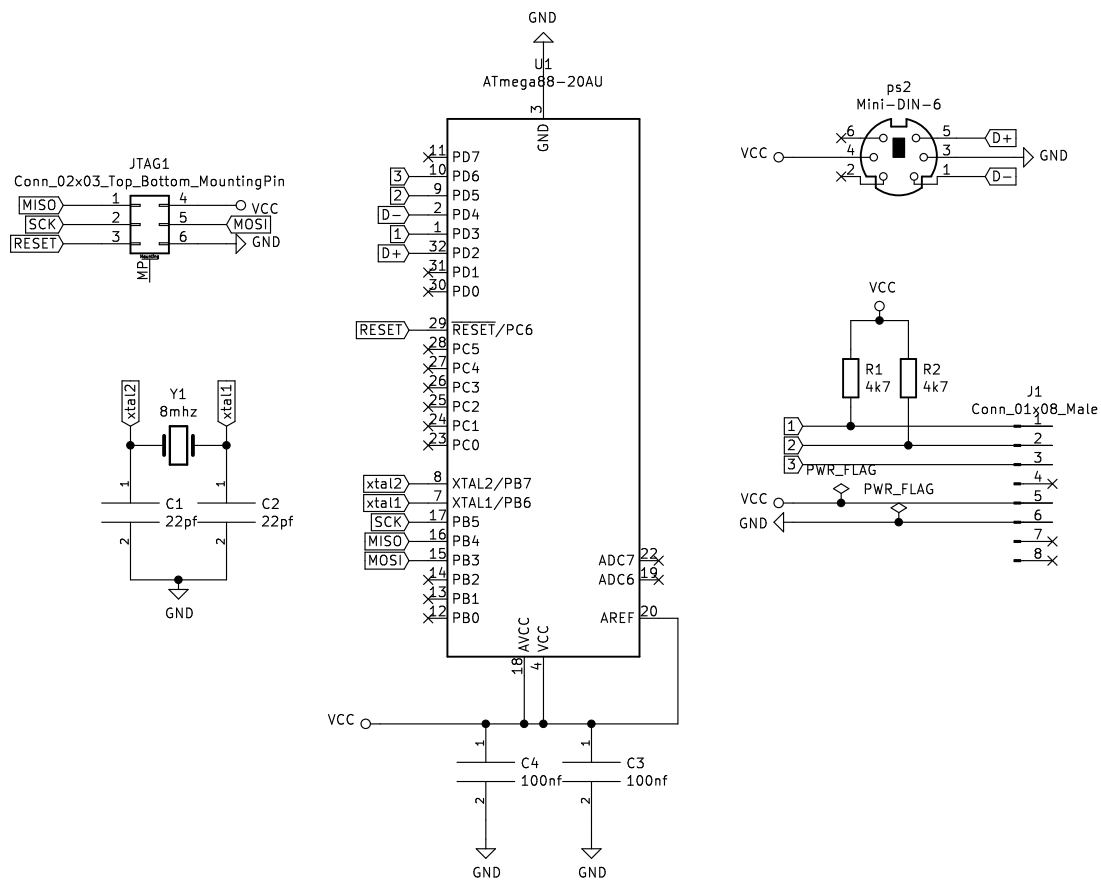 GND
U1
ATmega88-20AU
3
GND
11 PD7
10 PD6
9 PD5
2 PD4
1 PD3
32 PD2
31 PD1
30 PD0
29 RESET/PC6
28 PC5
27 PC4
26 PC3
25 PC2
24 PC1
23 PC0
8 XTAL2/PB7
7 XTAL1/PB6
17 PB5
16 PB4
15 PB3
14 PB2
13 PB1
12 PB0
3
2
D-
1
D+
RESET
xtal2
xtal1
SCK
MISO
MOSI
ADC7 22
ADC6 19
AREF 20
AVCC
VCC
18
4
VCC
1
C4
100nf
2
GND
1
C3
100nf
2
GND
JTAG1
Conn_02x03_Top_Bottom_MountingPin
MISO 1 4 VCC
SCK 2 5 MOSI
RESET 3 6 GND
Mounting
MP
xtal2
Y1
8mhz
xtal1
1
C1
22pf
2
1
C2
22pf
2
GND
ps2
Mini-DIN-6
6 5 D+
VCC 4 3 GND
2 1 D-
VCC
R1
4k7
R2
4k7
J1
Conn_01x08_Male
1 1
2 2
3 3
PWR_FLAG
4
PWR_FLAG
VCC 5
GND 6
7
8